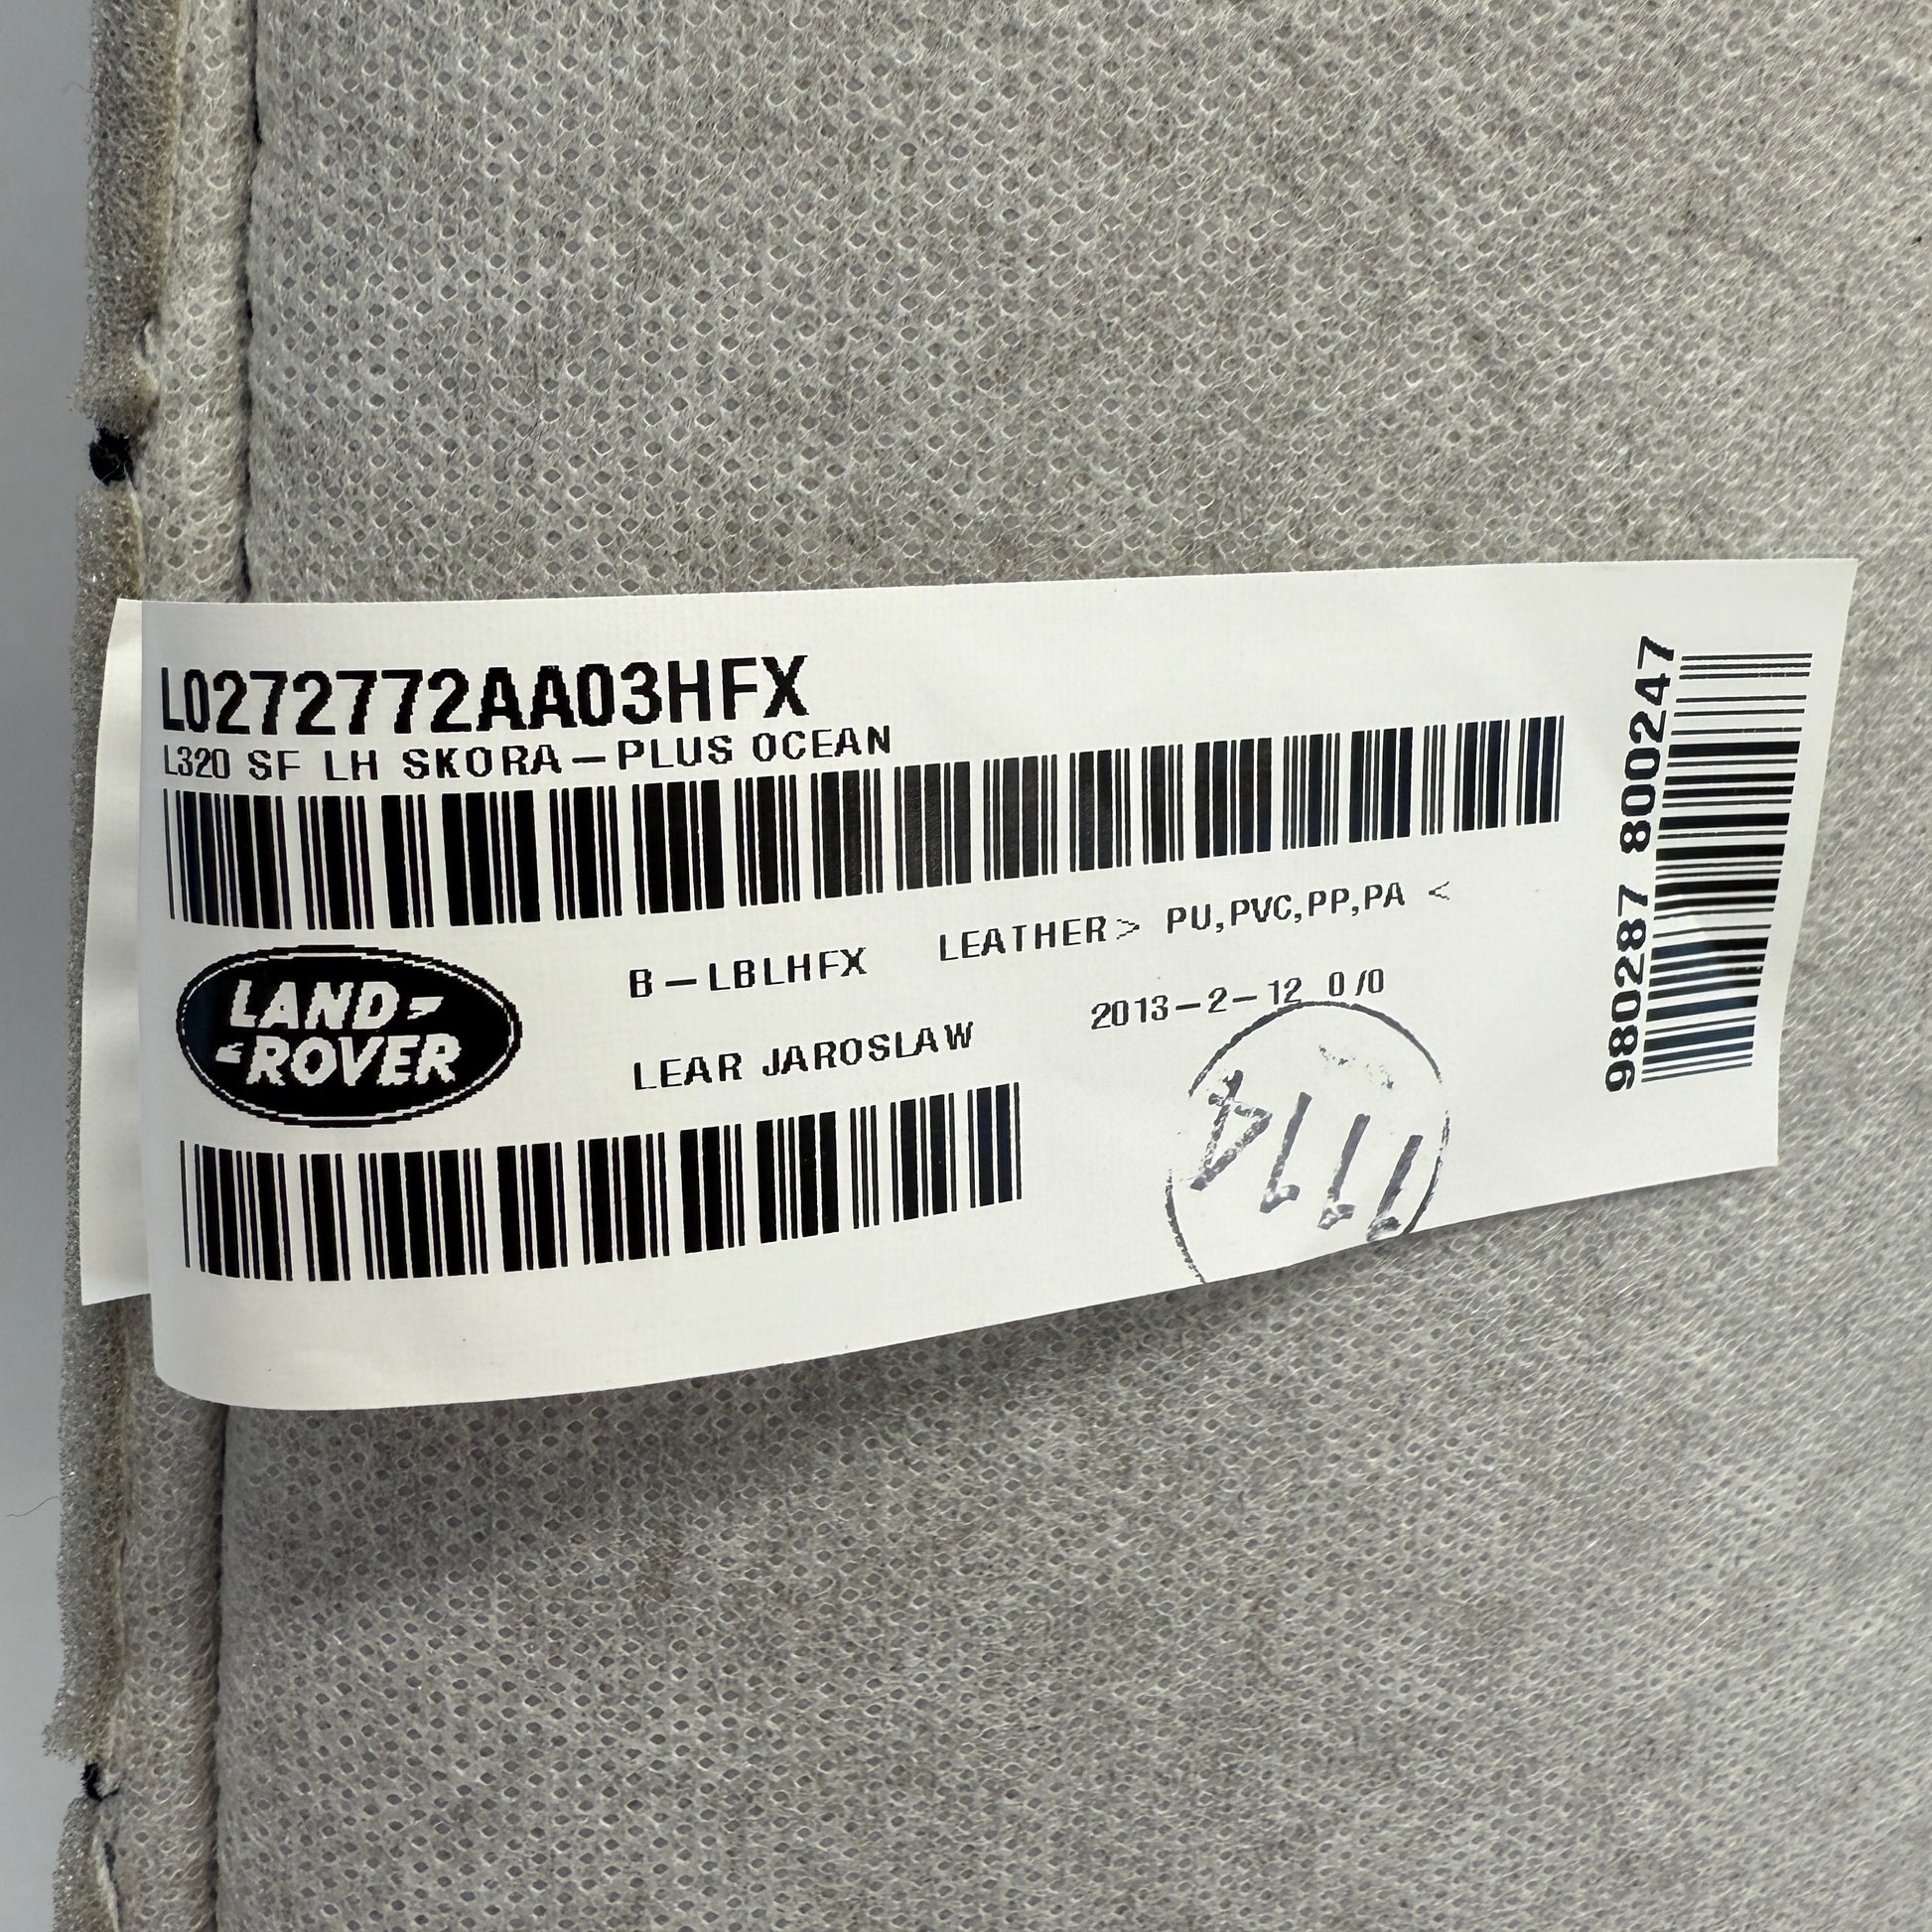 L0272772AA03HFX
L320 SF LH SKORA-PLUS OCEAN
LAND-
-ROVER
B-LBLHFX LEATHER> PU,PVC,PP,PA <
LEAR JAROSLAW 2013-2-12 0/0
980287 800247